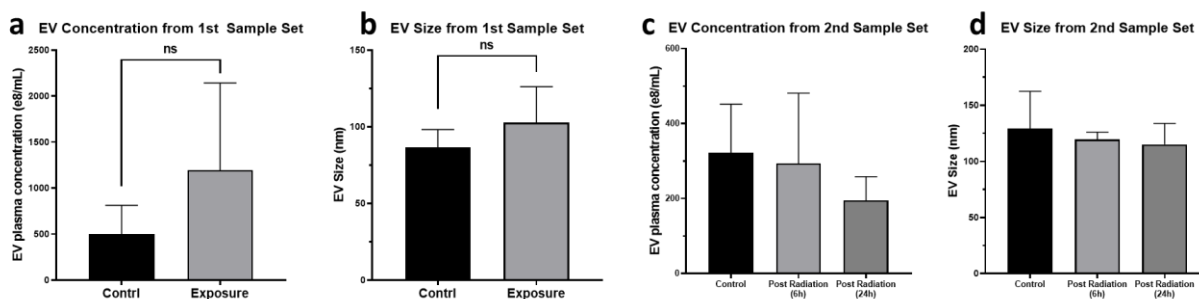 a
EV Concentration from 1st Sample Set
ns
2500
2000
1500
1000
500
0
EV plasma concentration (e8/mL)
Contrl
Exposure
b
EV Size from 1st Sample Set
ns
150
100
50
0
EV Size (nm)
Contrl
Exposure
c
EV Concentration from 2nd Sample Set
600
400
200
0
EV plasma concentration (e8/mL)
Control
Post Radiation
(6h)
Post Radiation
(24h)
d
EV Size from 2nd Sample Set
200
150
100
50
0
EV Size (nm)
Control
Post Radiation
(6h)
Post Radiation
(24h)